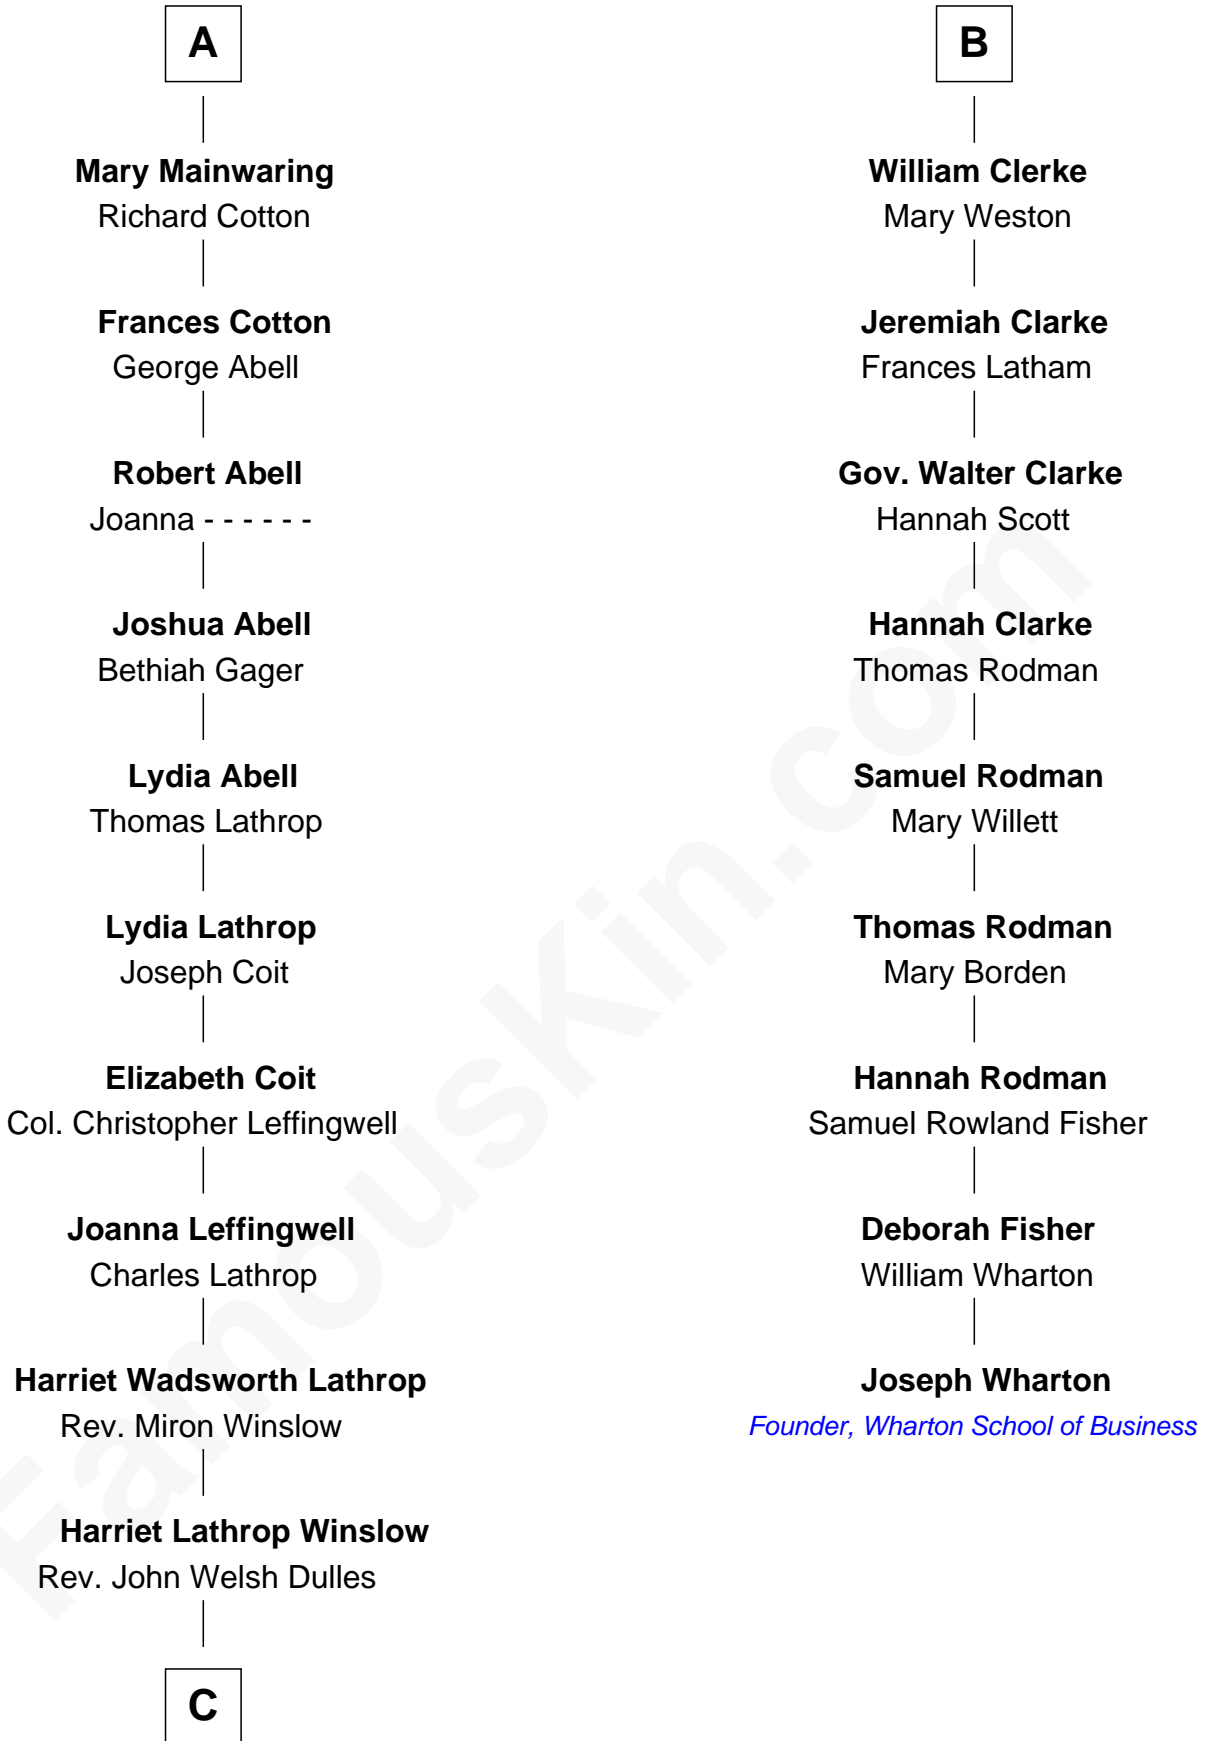 A
Mary Mainwaring
Richard Cotton
Frances Cotton
George Abell
Robert Abell
Joanna - - - - - -
Joshua Abell
Bethiah Gager
Lydia Abell
Thomas Lathrop
Lydia Lathrop
Joseph Coit
Elizabeth Coit
Col. Christopher Leffingwell
Joanna Leffingwell
Charles Lathrop
Harriet Wadsworth Lathrop
Rev. Miron Winslow
Harriet Lathrop Winslow
Rev. John Welsh Dulles
C
B
William Clerke
Mary Weston
Jeremiah Clarke
Frances Latham
Gov. Walter Clarke
Hannah Scott
Hannah Clarke
Thomas Rodman
Samuel Rodman
Mary Willett
Thomas Rodman
Mary Borden
Hannah Rodman
Samuel Rowland Fisher
Deborah Fisher
William Wharton
Joseph Wharton
Founder, Wharton School of Business
FamousKin.com